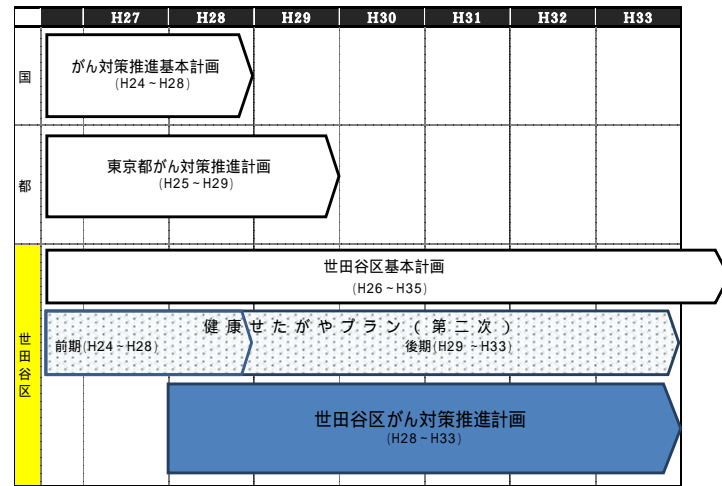 H27 H28 H29 H30 H31 H32 H33
国
がん対策推進基本計画
(H24～H28)
都
東京都がん対策推進計画
(H25～H29)
世田谷区
世田谷区基本計画
(H26～H35)
健康せたがやプラン(第二次)
前期(H24～H28) 後期(H29～H33)
世田谷区がん対策推進計画
(H28～H33)